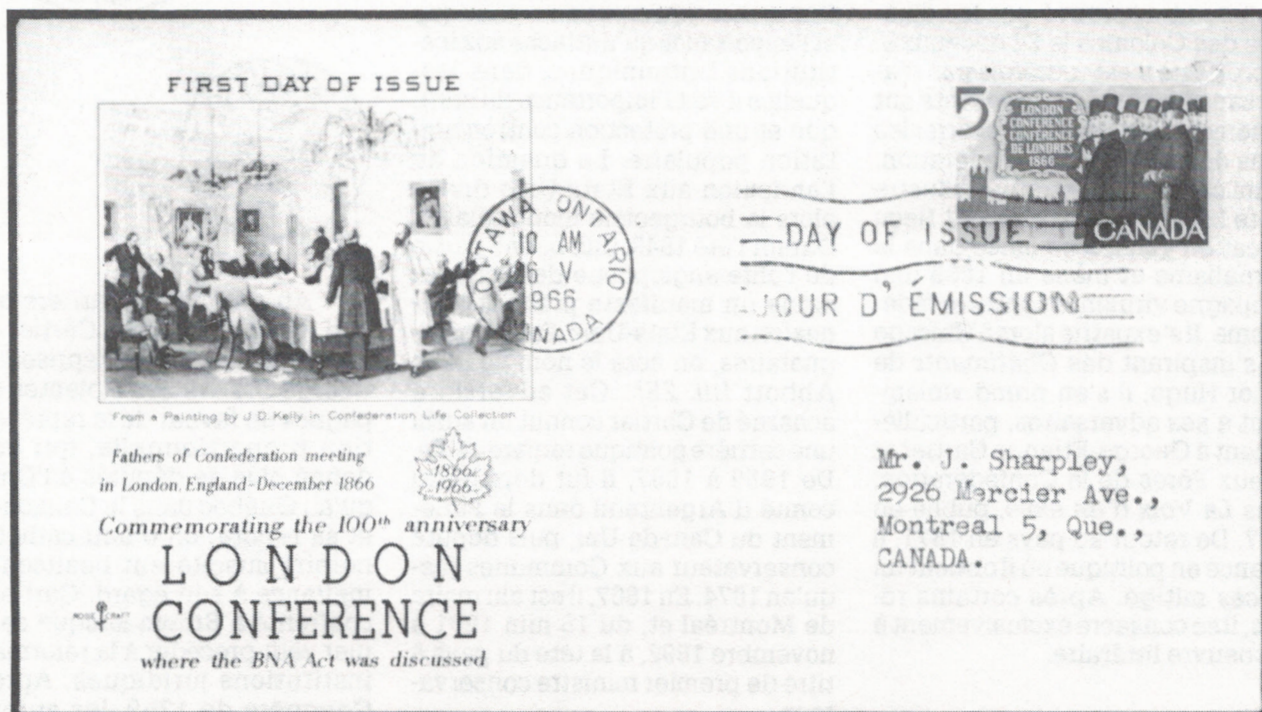 FIRST DAY OF ISSUE
From a Painting by J.D. Kelly in Confederation Life Collection
Fathers of Confederation meeting
in London, England-December 1866
1866
1966
Commemorating the 100th anniversary
LONDON
CONFERENCE
where the BNA Act was discussed
OTTAWA ONTARIO
10 AM
26 V
1966
CANADA
DAY OF ISSUE
JOUR D'ÉMISSION
5
LONDON
CONFERENCE
CONFÉRENCE
DE LONDRES
1866
CANADA
Mr. J. Sharpley,
2926 Mercier Ave.,
Montreal 5, Que.,
CANADA.